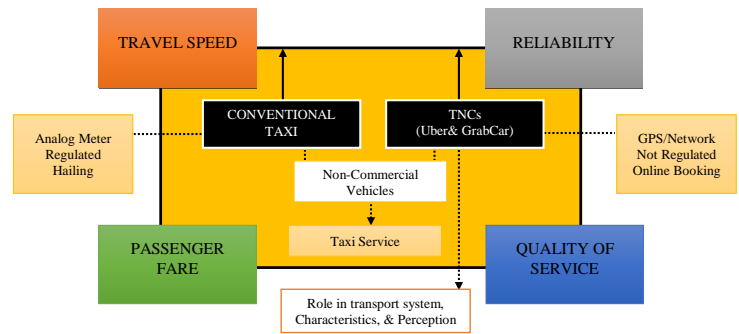 TRAVEL SPEED
RELIABILITY
CONVENTIONAL
TAXI
TNCs
(Uber& GrabCar)
Analog Meter
Regulated
Hailing
GPS/Network
Not Regulated
Online Booking
Non-Commercial
Vehicles
Taxi Service
PASSENGER
FARE
QUALITY OF
SERVICE
Role in transport system,
Characteristics, & Perception